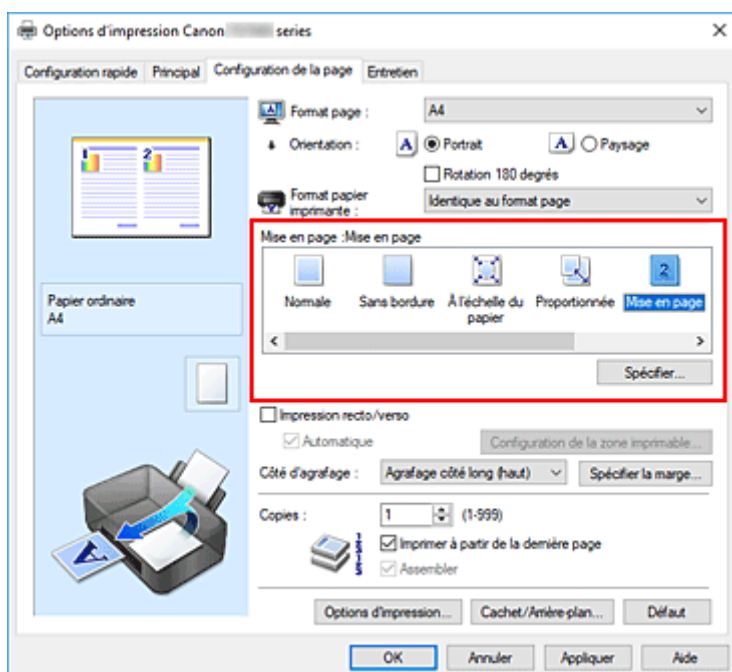 Options d'impression Canon series
Configuration rapide Principal Configuration de la page Entretien
1 2
Format page : A4
Orientation : A Portrait A Paysage
Rotation 180 degrés
Format papier imprimante : Identique au format page
Mise en page :Mise en page
2
Normale Sans bordure À l'échelle du papier Proportionnée Mise en page
Spécifier...
Papier ordinaire
A4
Impression recto/verso
Automatique Configuration de la zone imprimable...
Côté d'agrafage : Agrafage côté long (haut) Spécifier la marge...
Copies : 1 (1-999)
Imprimer à partir de la dernière page
Assembler
A
Options d'impression... Cachet/Arrière-plan... Défaut
OK Annuler Appliquer Aide